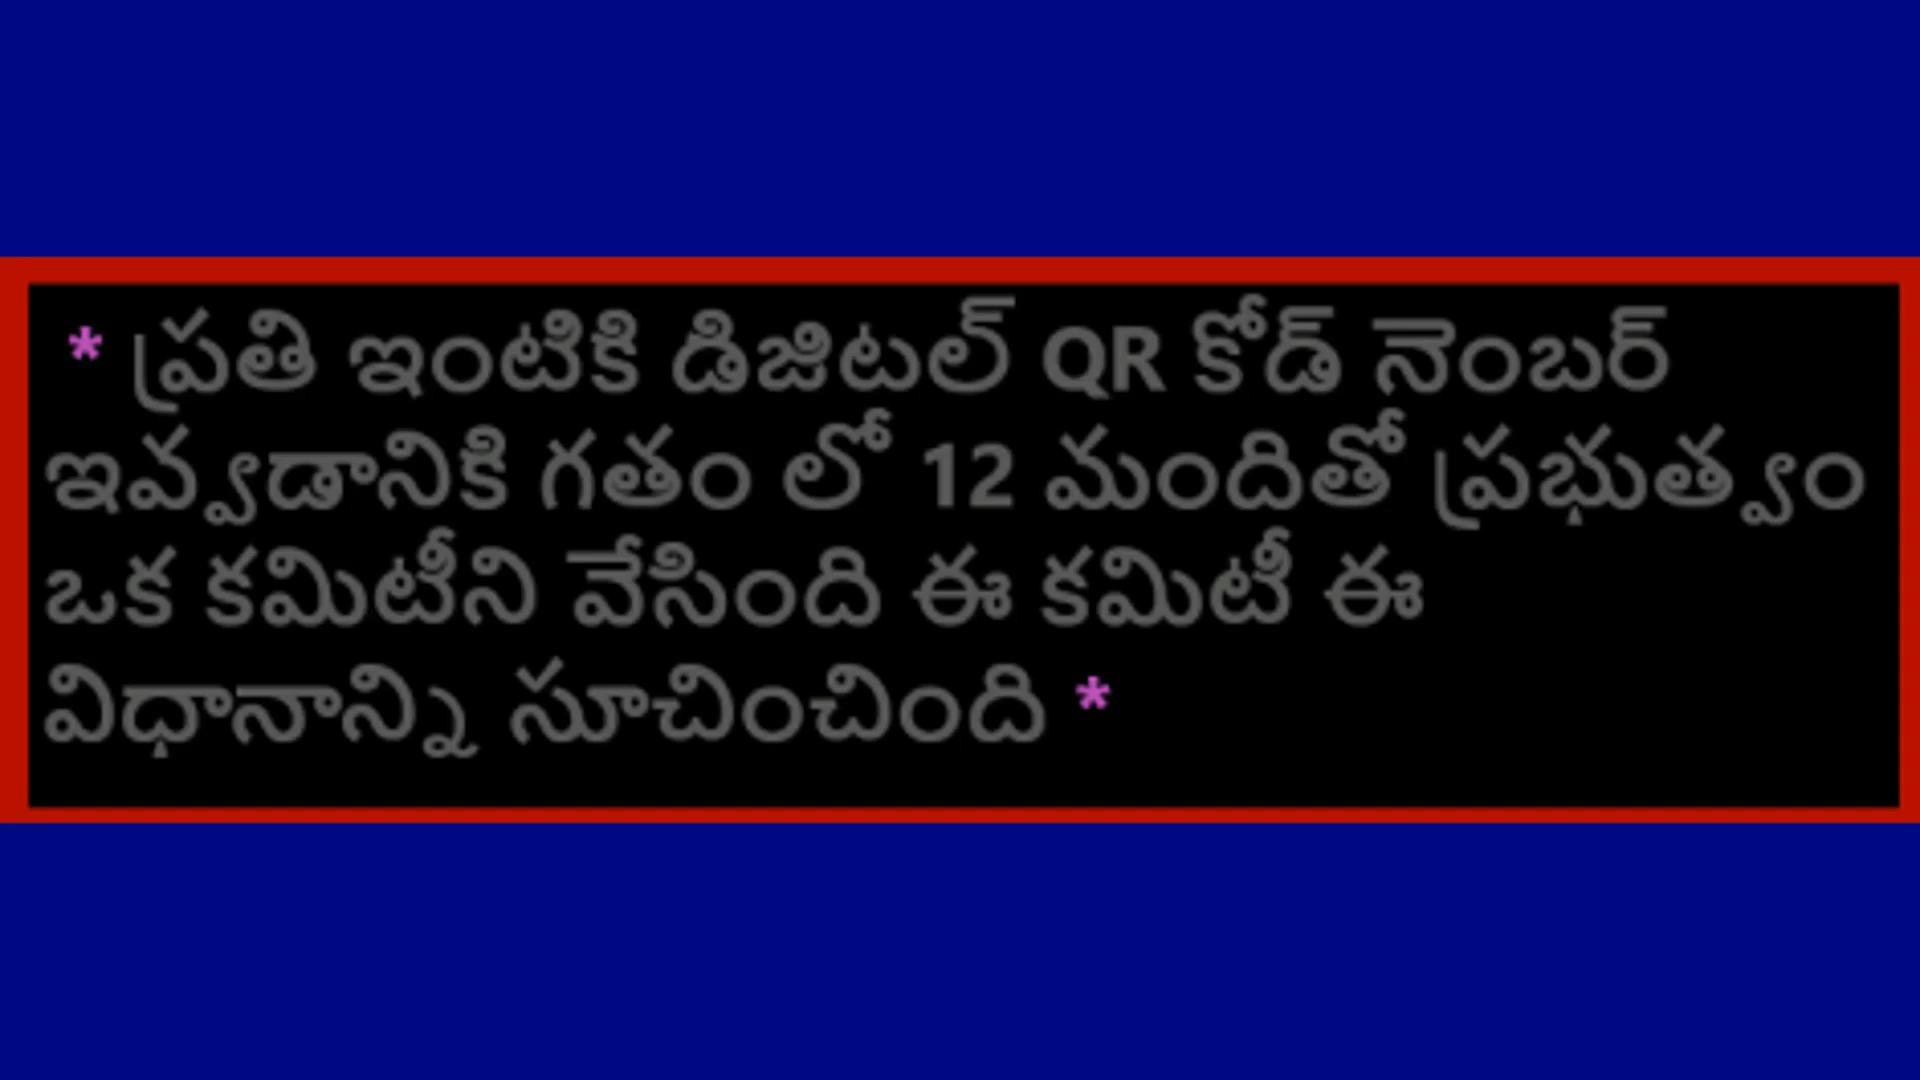 * ప్రతి ఇంటికి డిజిటల్ QR కోడ్ నెంబర్
ఇవ్వడానికి గతం లో 12 మందితో ప్రభుత్వం
ఒక కమిటీని వేసింది ఈ కమిటీ ఈ
విధానాన్ని సూచించింది *